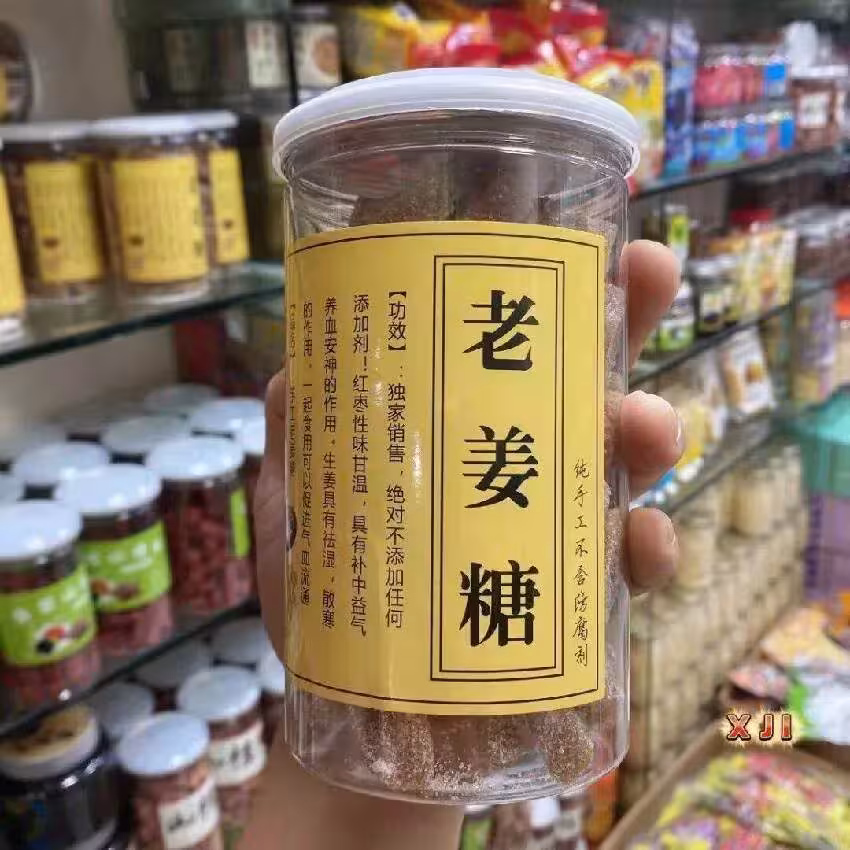 老姜糖
纯手工不含防腐剂
【功效】:独家销售,绝对不添加任何
添加剂!红枣性味甘温,具有补中益气
养血安神的作用。生姜具有祛湿,散寒
的作用,一起食用可以促进气血流通
XJI